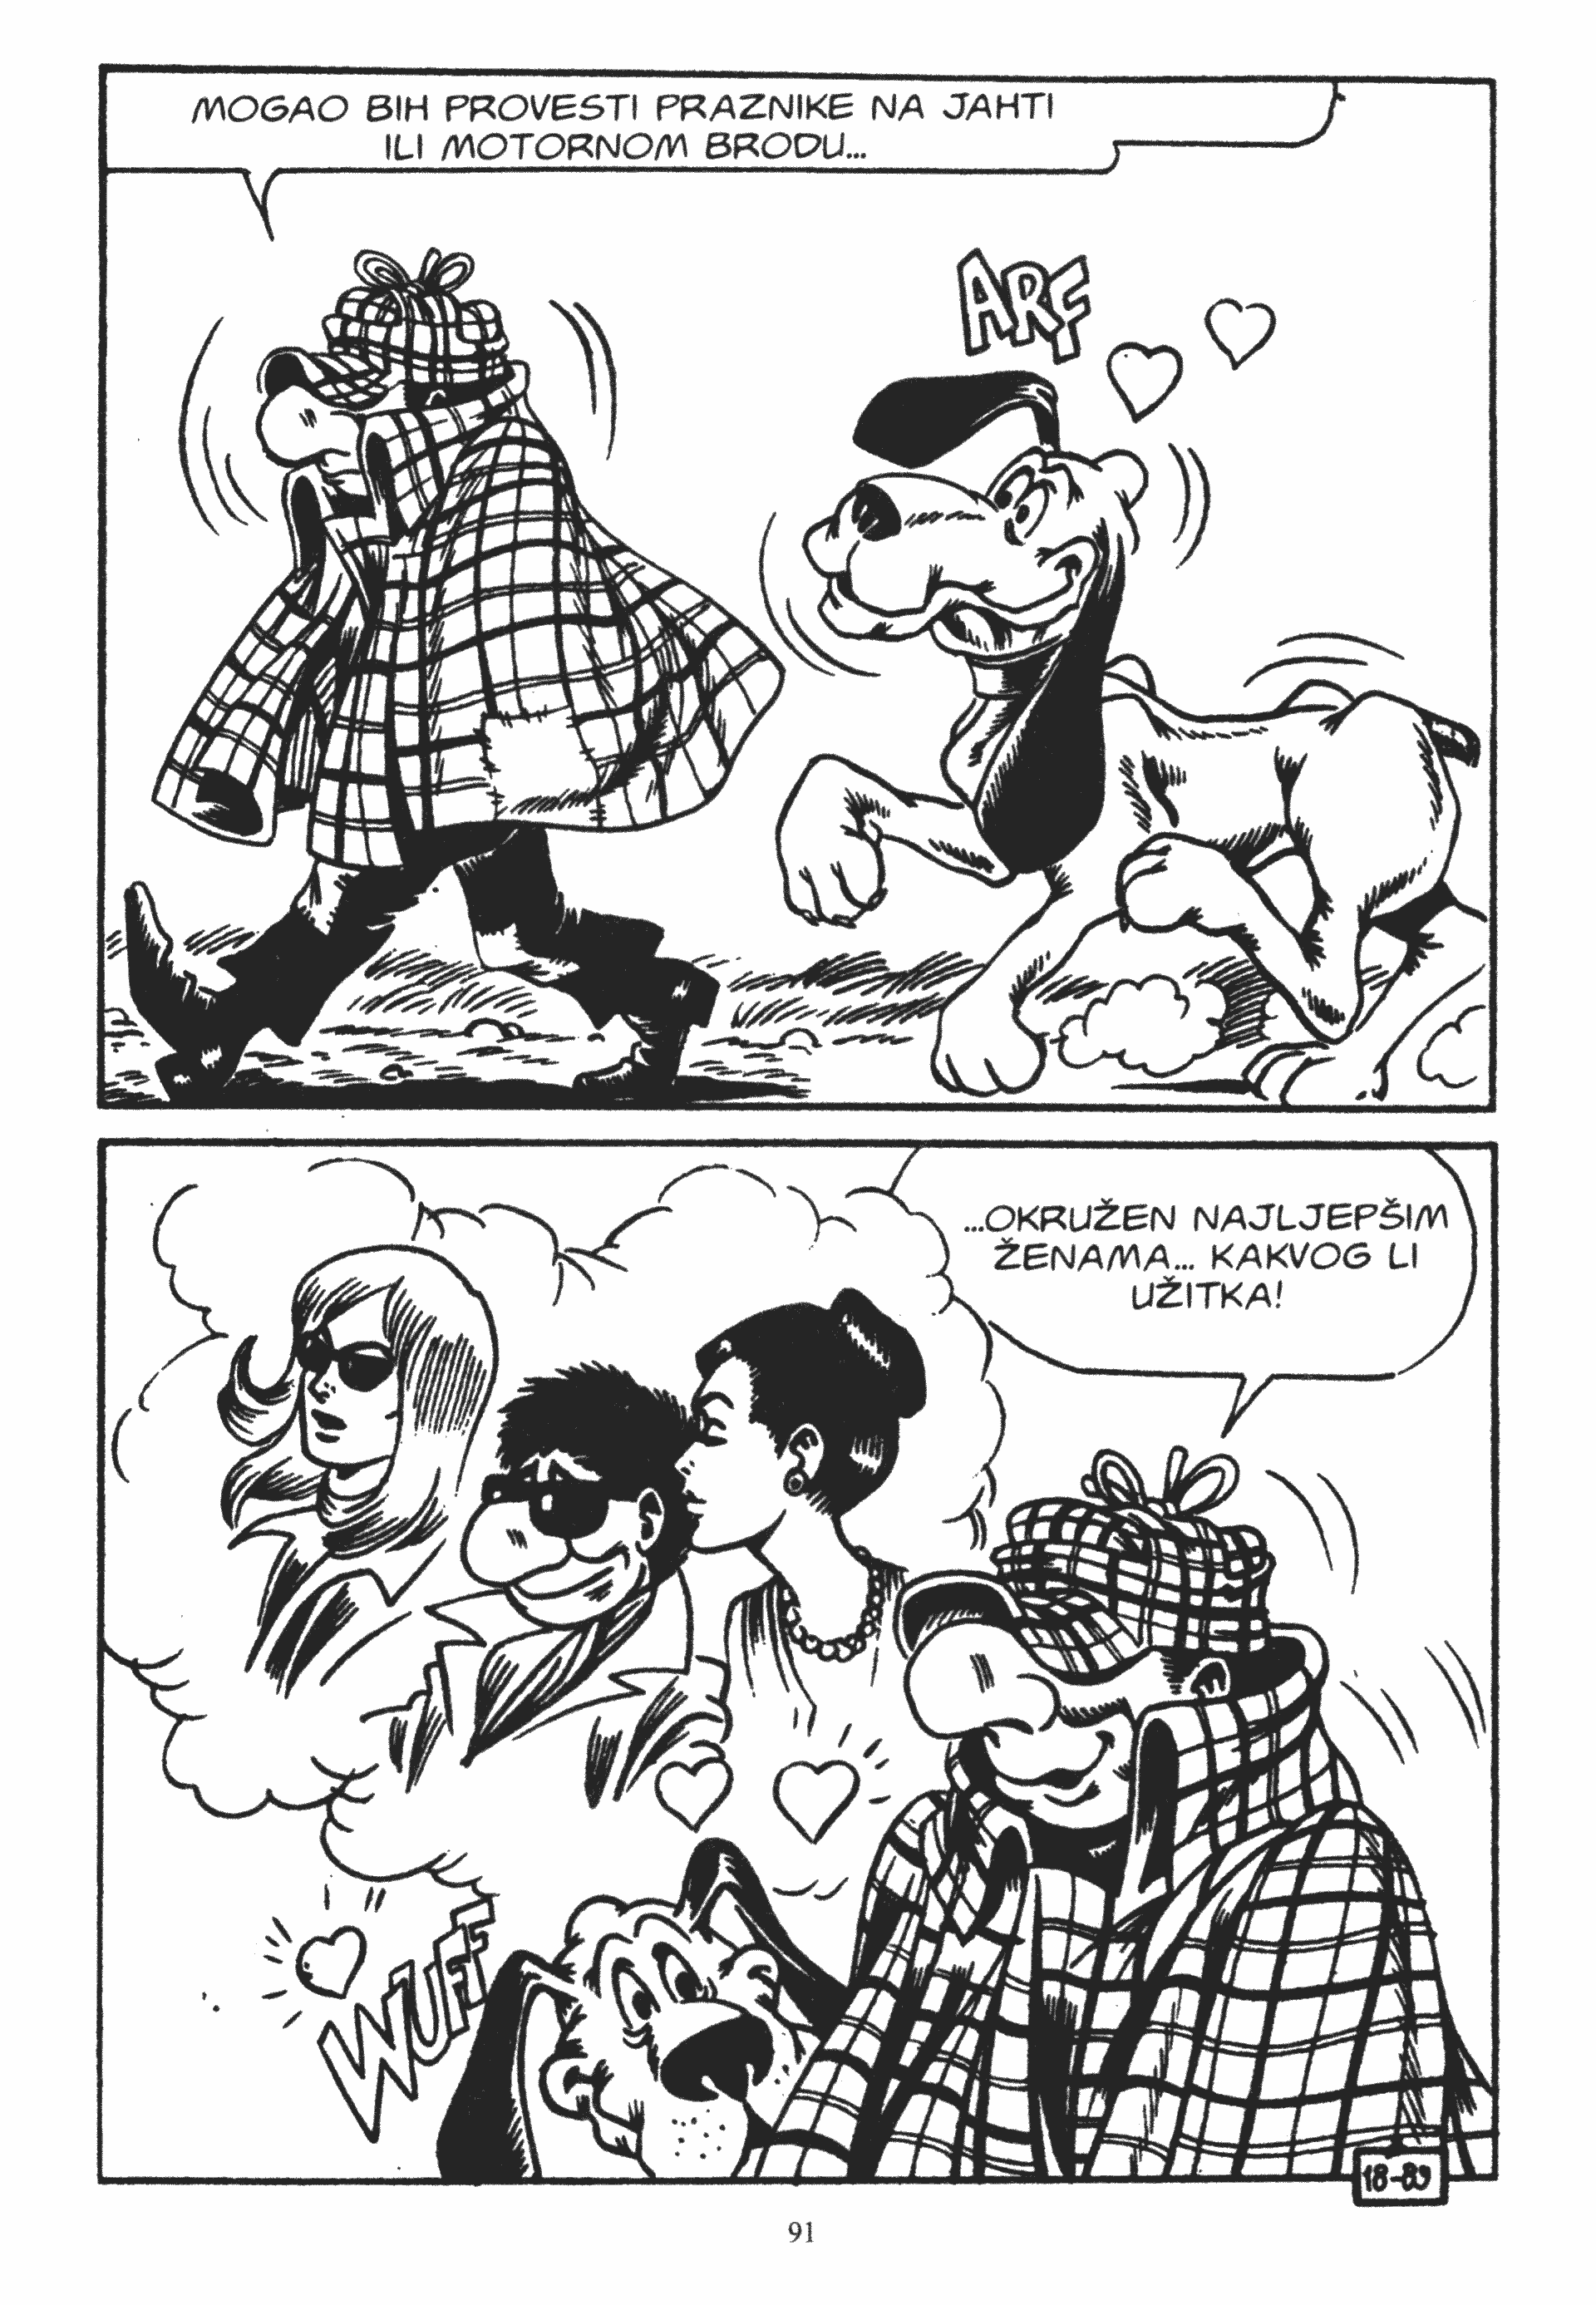 MOGAO BIH PROVESTI PRAZNIKE NA JAHTI
ILI MOTORNOM BRODU...
ARF
...OKRUŽEN NAJLJEPŠIM
ŽENAMA... KAKVOG LI
UŽITKA!
WUFF
18-89
91